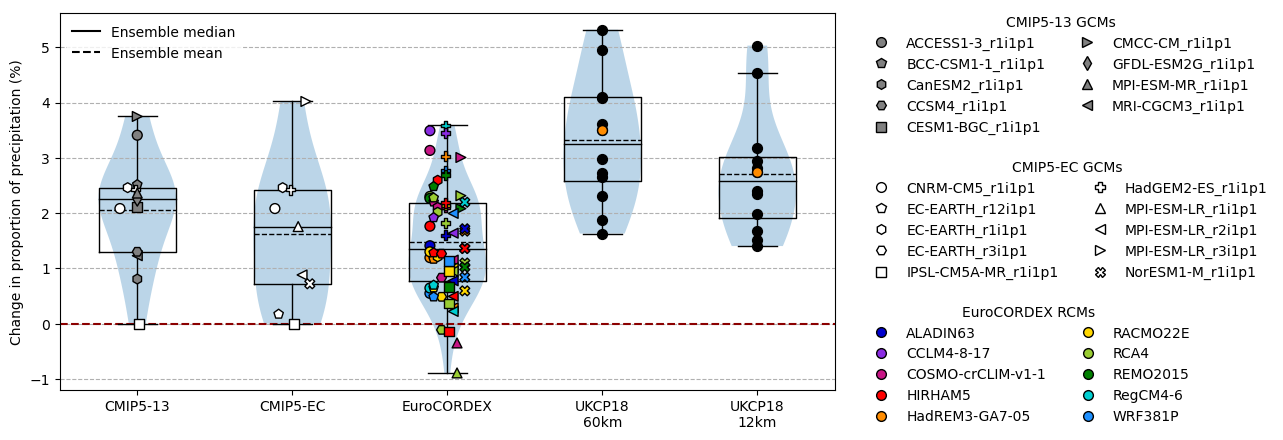 Change in proportion of precipitation (%)
5
4
3
2
1
0
−1
Ensemble median
Ensemble mean
CMIP5-13
CMIP5-EC
EuroCORDEX
UKCP18
60km
UKCP18
12km
CMIP5-13 GCMs
ACCESS1-3_r1i1p1
BCC-CSM1-1_r1i1p1
CanESM2_r1i1p1
CCSM4_r1i1p1
CESM1-BGC_r1i1p1
CMCC-CM_r1i1p1
GFDL-ESM2G_r1i1p1
MPI-ESM-MR_r1i1p1
MRI-CGCM3_r1i1p1
CMIP5-EC GCMs
CNRM-CM5_r1i1p1
EC-EARTH_r12i1p1
EC-EARTH_r1i1p1
EC-EARTH_r3i1p1
IPSL-CM5A-MR_r1i1p1
HadGEM2-ES_r1i1p1
MPI-ESM-LR_r1i1p1
MPI-ESM-LR_r2i1p1
MPI-ESM-LR_r3i1p1
NorESM1-M_r1i1p1
EuroCORDEX RCMs
ALADIN63
CCLM4-8-17
COSMO-crCLIM-v1-1
HIRHAM5
HadREM3-GA7-05
RACMO22E
RCA4
REMO2015
RegCM4-6
WRF381P